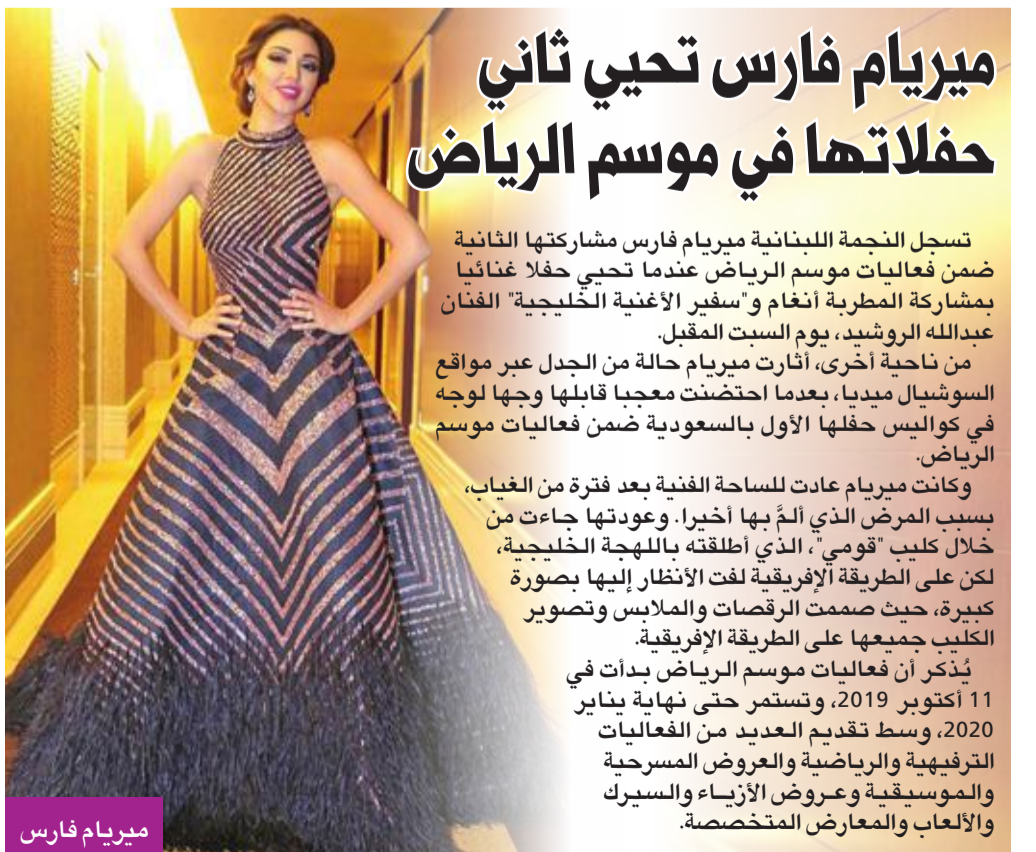 ميريام فارس تحيي ثاني
حفلاتها في موسم الرياض
تسجل النجمة اللبنانية ميريام فارس مشاركتها الثانية
ضمن فعاليات موسم الرياض عندما تحيي حفلا غنائيا
بمشاركة المطربة أنغام و"سفير الأغنية الخليجية" الفنان
عبدالله الرويشيد، يوم السبت المقبل.
من ناحية أخرى، أثارت ميريام حالة من الجدل عبر مواقع
السوشيال ميديا، بعدما احتضنت معجبا قابلها وجها لوجه
في كواليس حفلها الأول بالسعودية ضمن فعاليات موسم
الرياض.
وكانت ميريام عادت للساحة الفنية بعد فترة من الغياب،
بسبب المرض الذي ألمَّ بها أخيرا. وعودتها جاءت من
خلال كليب "قومي"، الذي أطلقته باللهجة الخليجية،
لكن على الطريقة الإفريقية لفت الأنظار إليها بصورة
كبيرة، حيث صممت الرقصات والملابس وتصوير
الكليب جميعها على الطريقة الإفريقية.
يُذكر أن فعاليات موسم الرياض بدأت في
11 أكتوبر 2019، وتستمر حتى نهاية يناير
2020، وسط تقديم العديد من الفعاليات
الترفيهية والرياضية والعروض المسرحية
والموسيقية وعروض الأزياء والسيرك
والألعاب والمعارض المتخصصة.
ميريام فارس